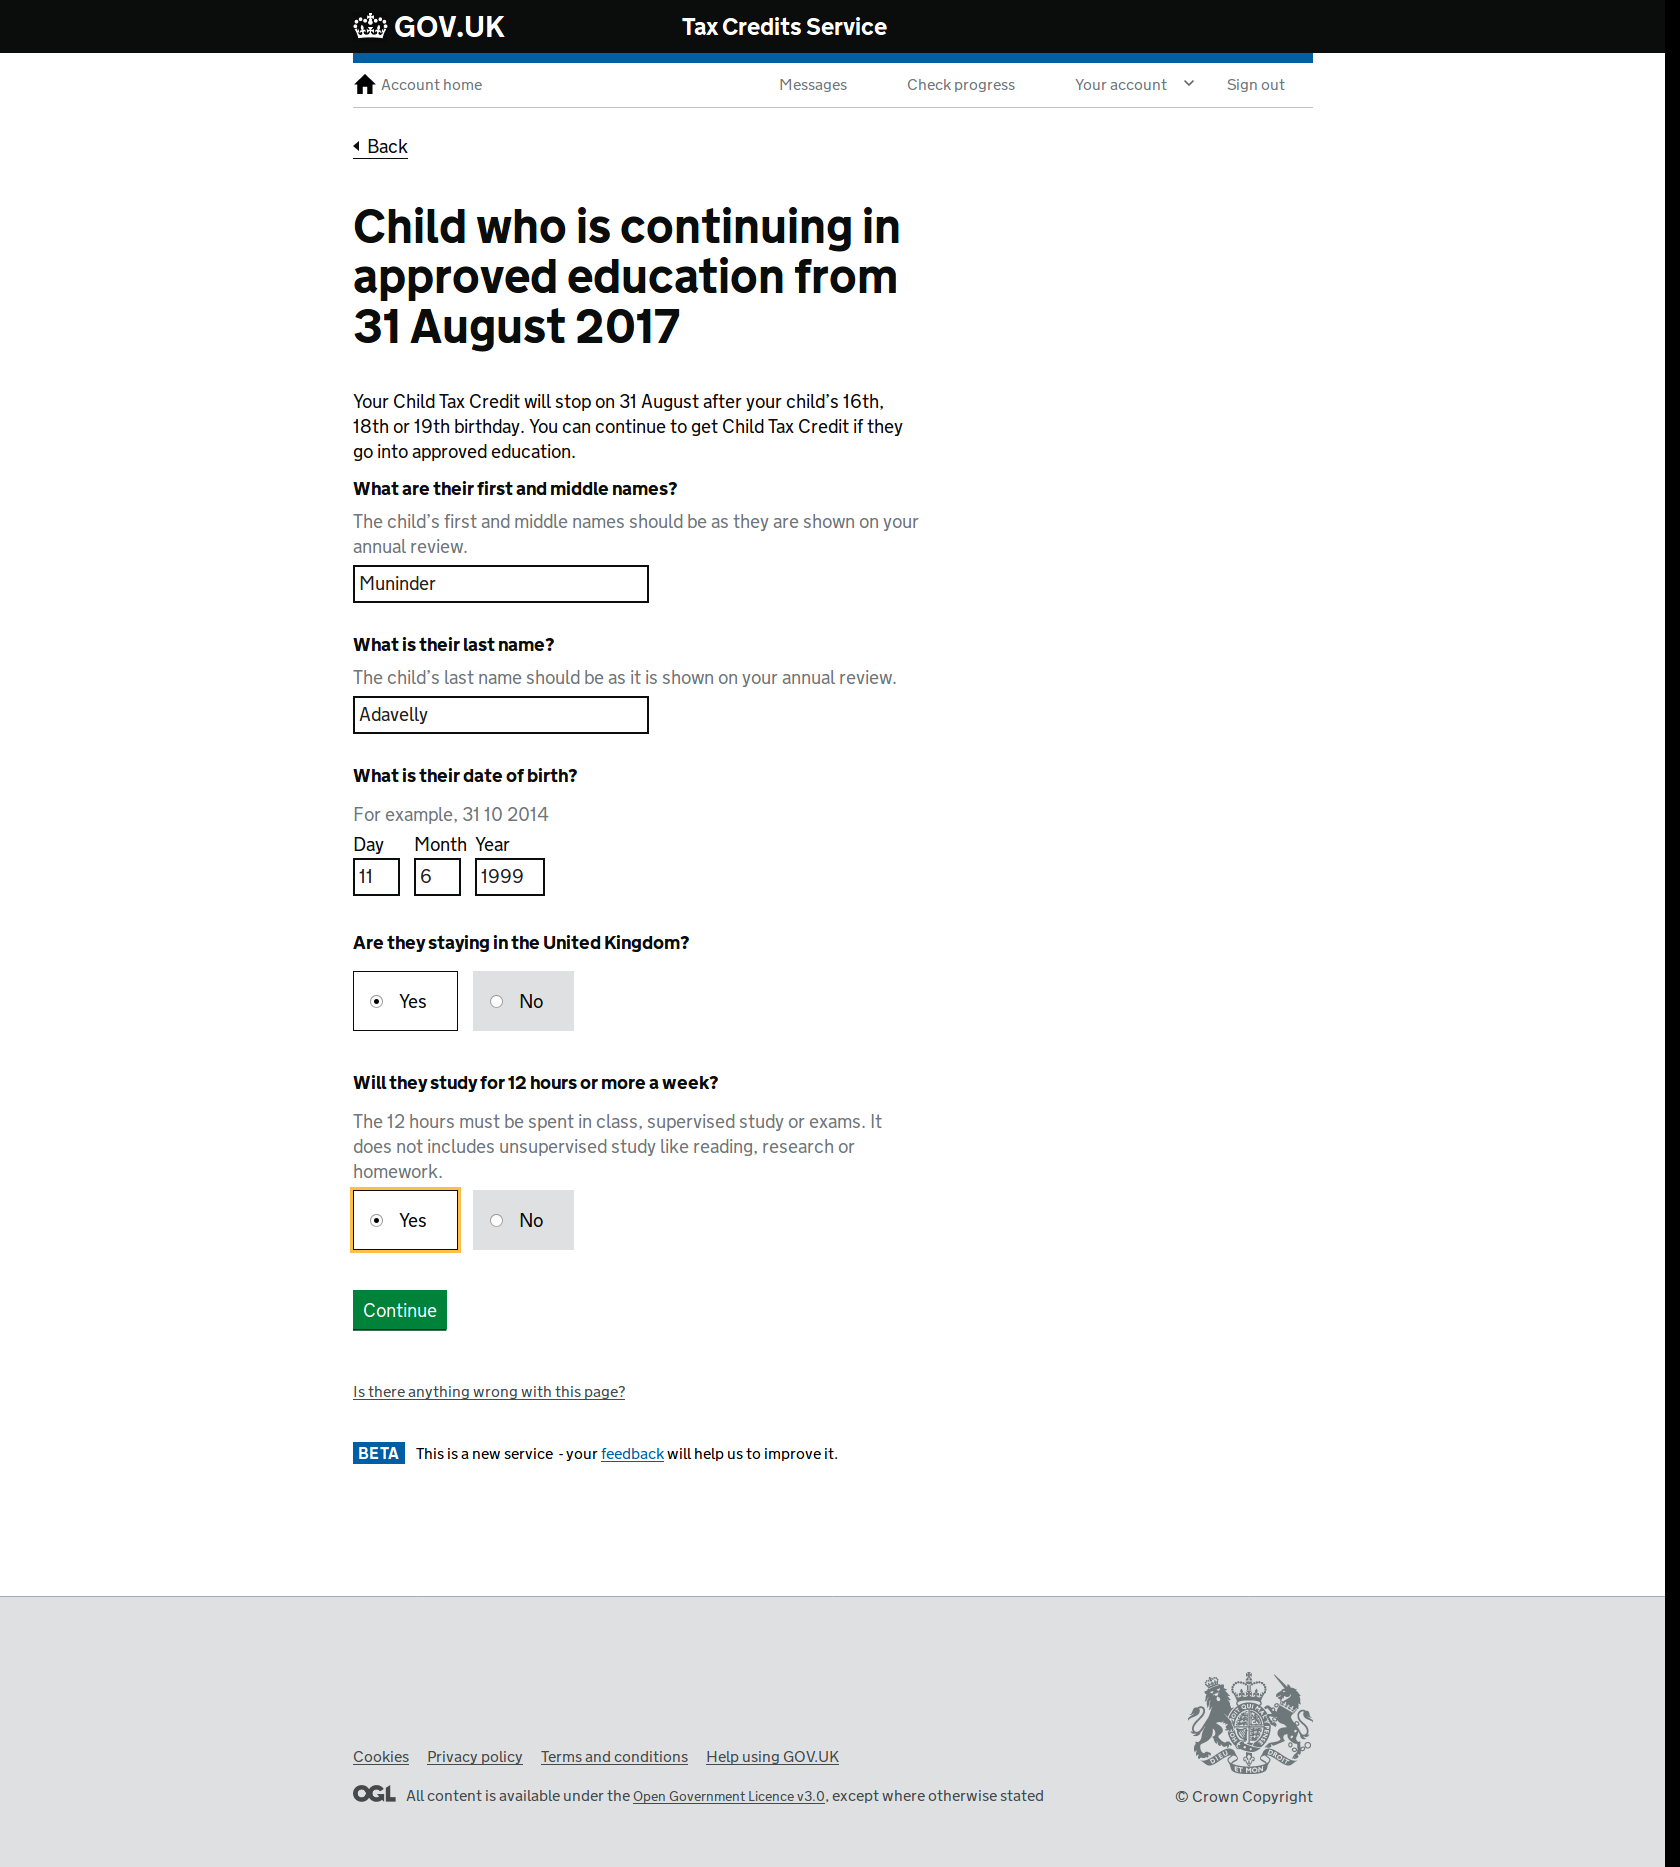 GOV.UK
Tax Credits Service
Account home
Messages
Check progress
Your account
Sign out
Back
Child who is continuing in
approved education from
31 August 2017
Your Child Tax Credit will stop on 31 August after your child’s 16th,
18th or 19th birthday. You can continue to get Child Tax Credit if they
go into approved education.
What are their first and middle names?
The child’s first and middle names should be as they are shown on your
annual review.
Muninder
What is their last name?
The child’s last name should be as it is shown on your annual review.
Adavelly
What is their date of birth?
For example, 31 10 2014
Day Month Year
11 6 1999
Are they staying in the United Kingdom?
Yes No
Will they study for 12 hours or more a week?
The 12 hours must be spent in class, supervised study or exams. It
does not includes unsupervised study like reading, research or
homework.
Yes No
Continue
Is there anything wrong with this page?
BETA This is a new service - your feedback will help us to improve it.
Cookies Privacy policy Terms and conditions Help using GOV.UK
OGL All content is available under the Open Government Licence v3.0, except where otherwise stated
© Crown Copyright